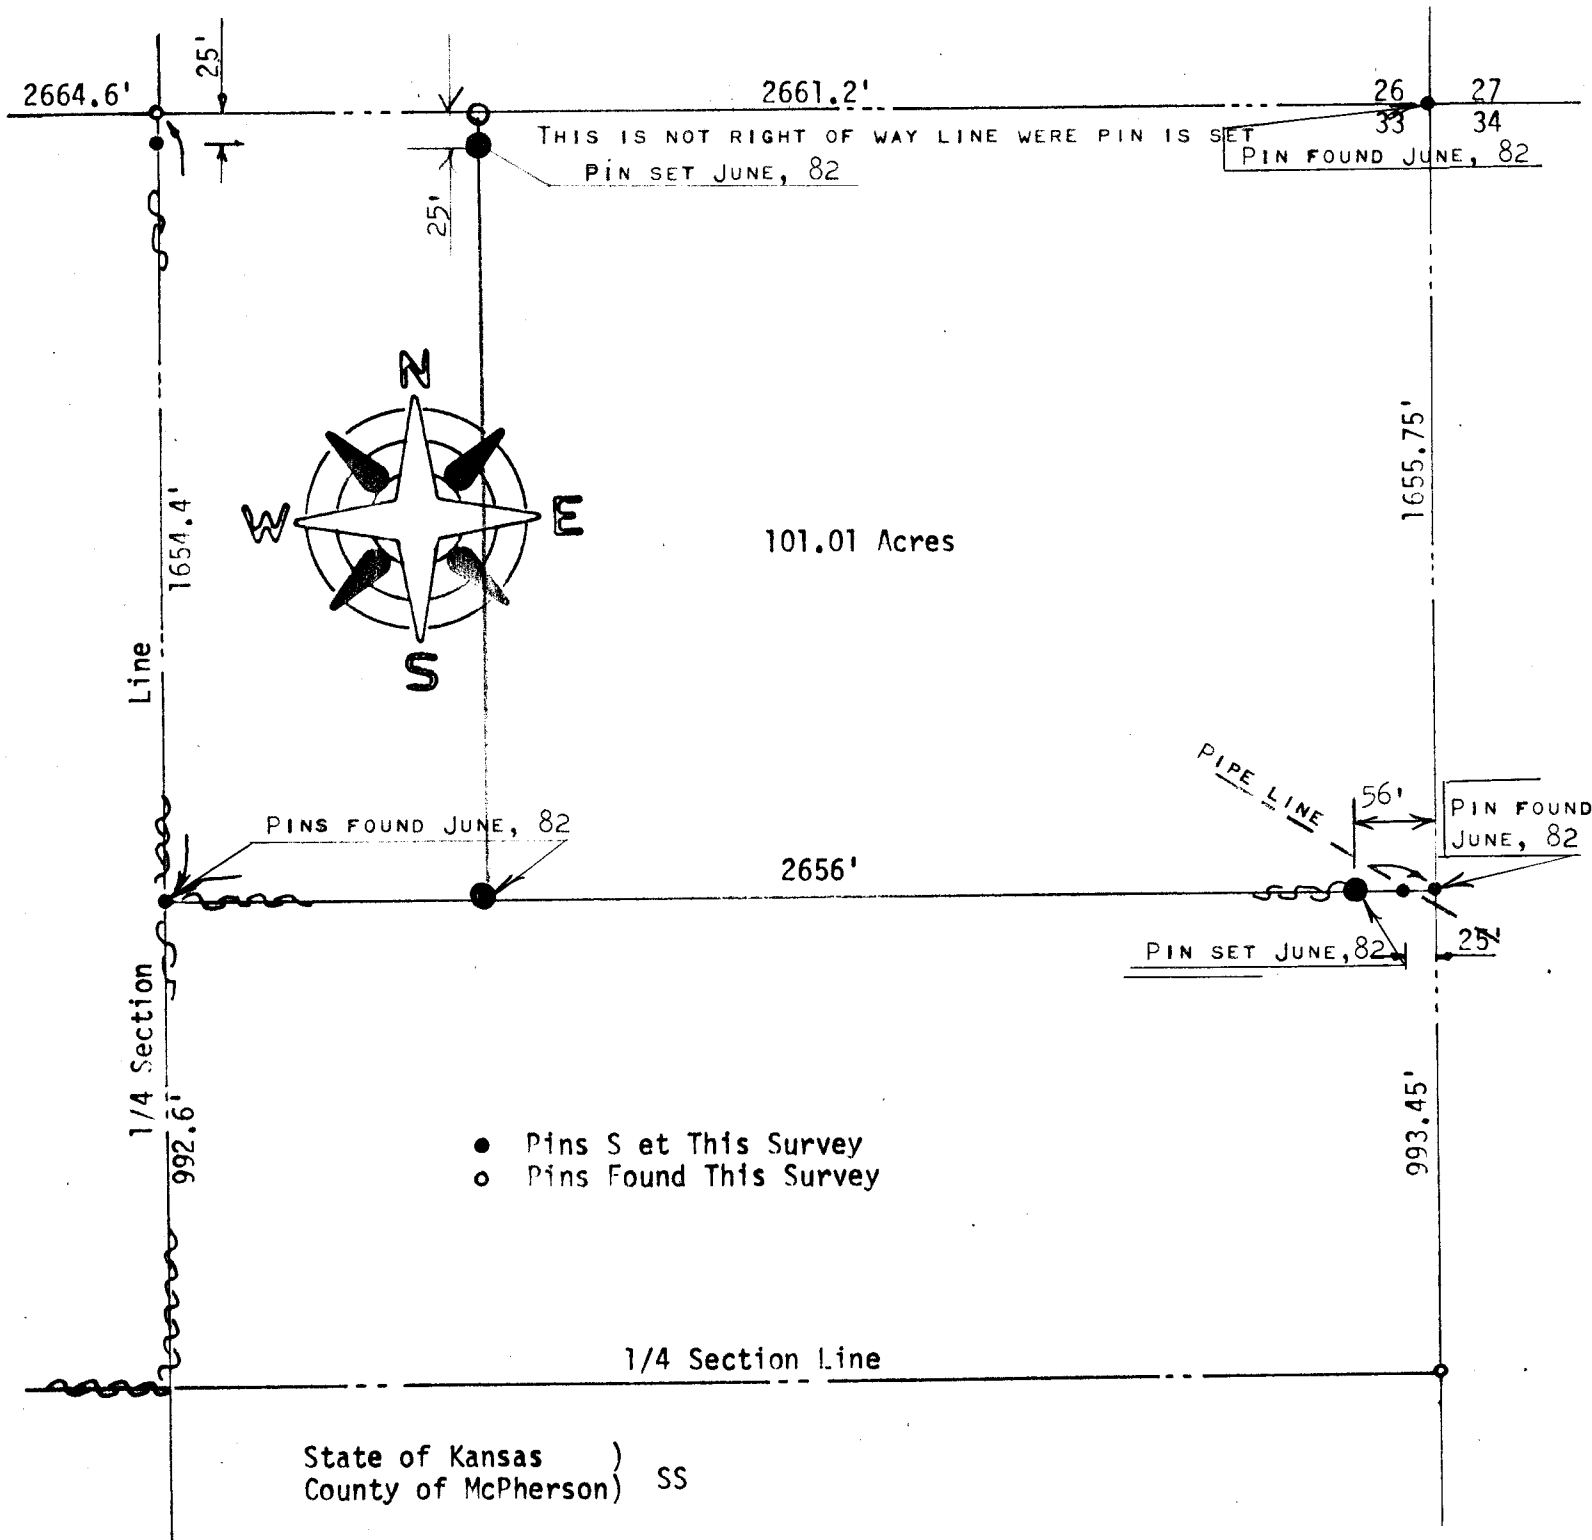 25'
2664.6'
2661.2'
26 27
33 34
THIS IS NOT RIGHT OF WAY LINE WERE PIN IS SET
PIN SET JUNE, 82
PIN FOUND JUNE, 82
25'
N
W
E
S
1654.4'
1655.75'
101.01 Acres
Line
PIPE LINE
56'
PIN FOUND
JUNE, 82
PINS FOUND JUNE, 82
2656'
PIN SET JUNE, 82
25'
1/4 Section
992.6'
993.45'
Pins S et This Survey
Pins Found This Survey
1/4 Section Line
State of Kansas )
County of McPherson) SS